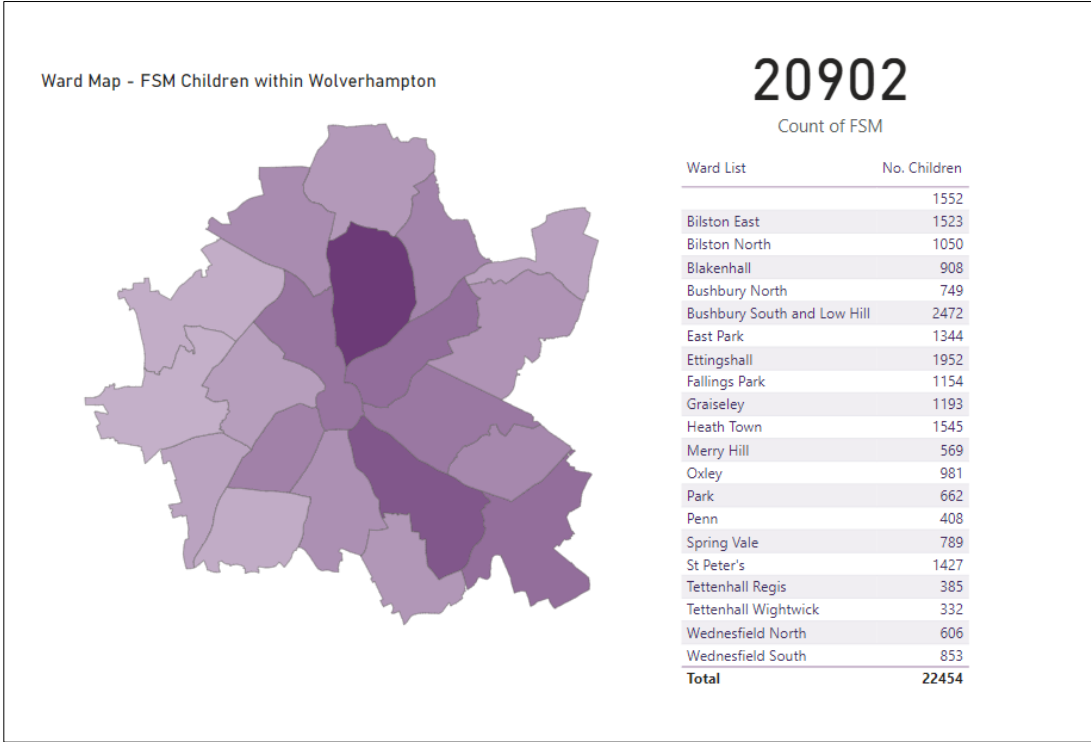 Ward Map - FSM Children within Wolverhampton
20902
Count of FSM
Ward List No. Children
1552
Bilston East 1523
Bilston North 1050
Blakenhall 908
Bushbury North 749
Bushbury South and Low Hill 2472
East Park 1344
Ettingshall 1952
Fallings Park 1154
Graiseley 1193
Heath Town 1545
Merry Hill 569
Oxley 981
Park 662
Penn 408
Spring Vale 789
St Peter's 1427
Tettenhall Regis 385
Tettenhall Wightwick 332
Wednesfield North 606
Wednesfield South 853
Total 22454